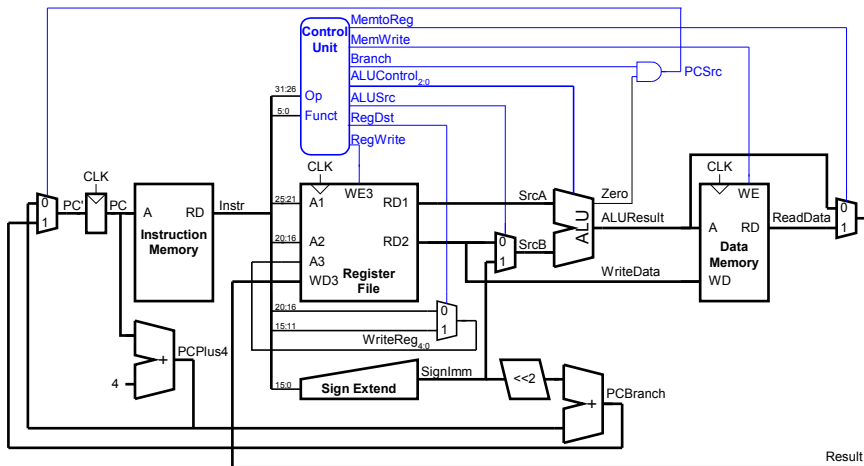 MemtoReg
Control
Unit
MemWrite
Branch
ALUControl2:0
PCSrc
31:26
Op
ALUSrc
5:0
Funct
RegDst
RegWrite
CLK
CLK
CLK
WE3
Zero
WE
0
1
PC'
PC
A
RD
Instr
Instruction
Memory
25:21
A1
RD1
SrcA
20:16
A2
RD2
0
1
SrcB
ALU
ALUResult
A
RD
ReadData
0
1
Data
Memory
A3
WD3
Register
File
WriteData
WD
20:16
0
15:11
1
WriteReg4:0
PCPlus4
+
4
SignImm
15:0
Sign Extend
<<2
PCBranch
+
Result